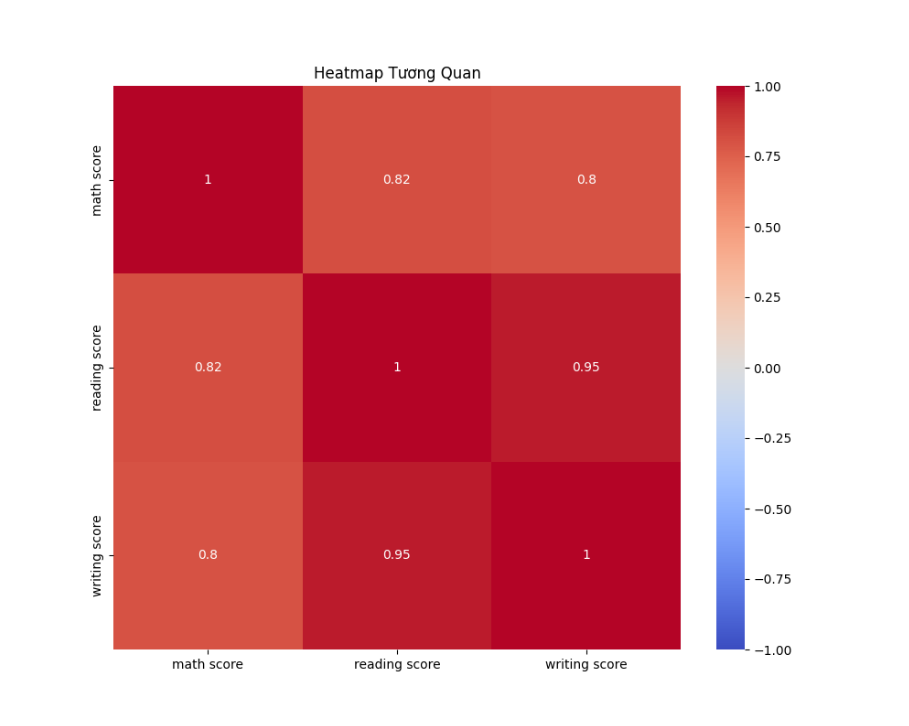 Heatmap Tương Quan
math score
1
0.82
0.8
reading score
0.82
1
0.95
writing score
0.8
0.95
1
math score
reading score
writing score
1.00
0.75
0.50
0.25
0.00
−0.25
−0.50
−0.75
−1.00